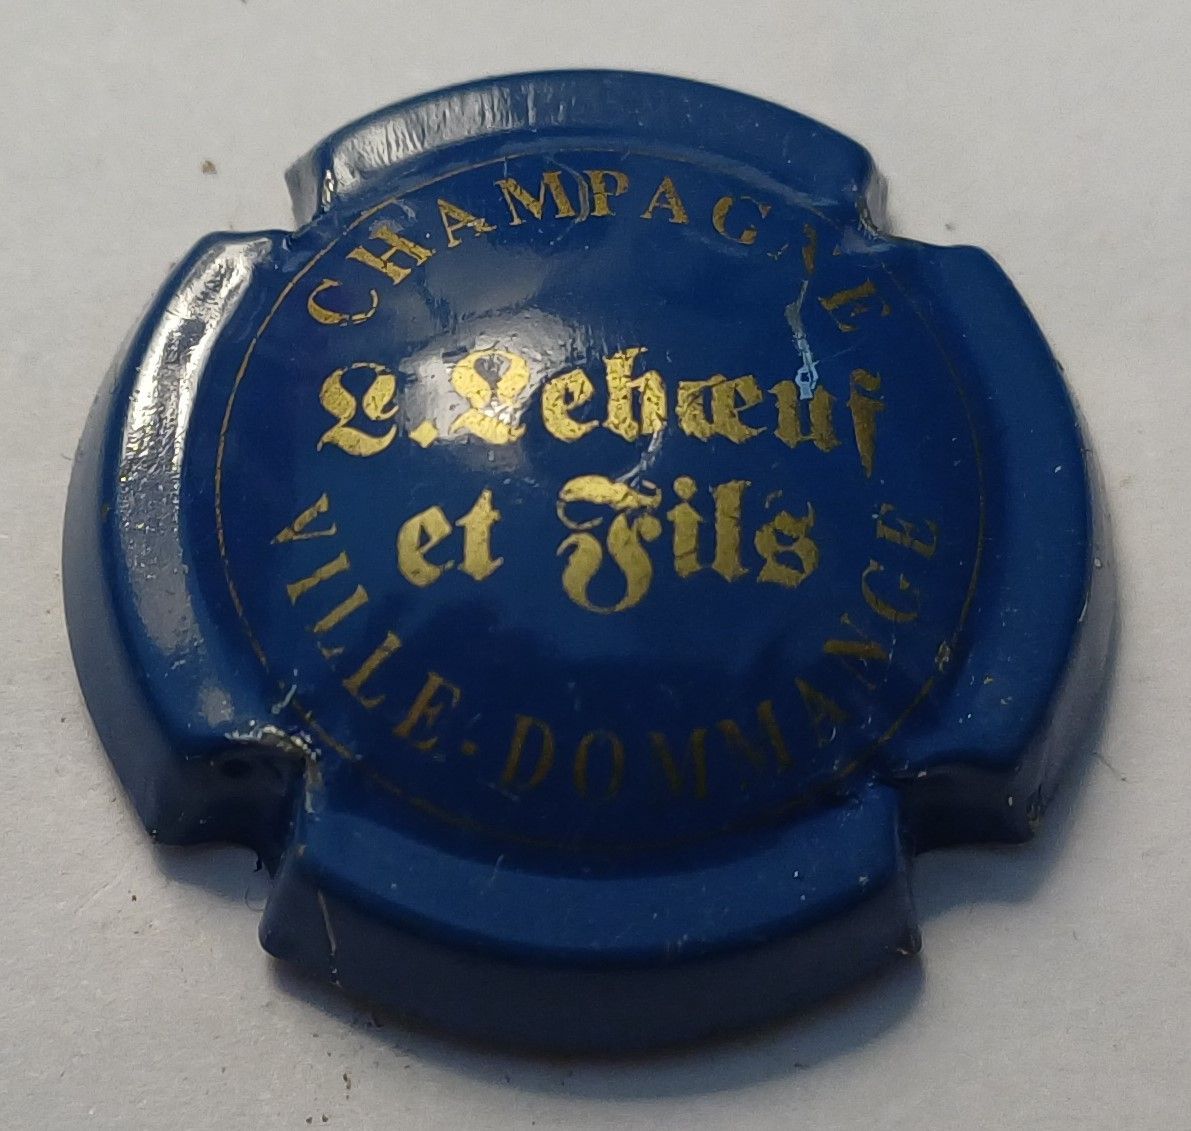 CHAMPAGNE
L. Lebœuf
et Fils
VILLE-DOMMANGE